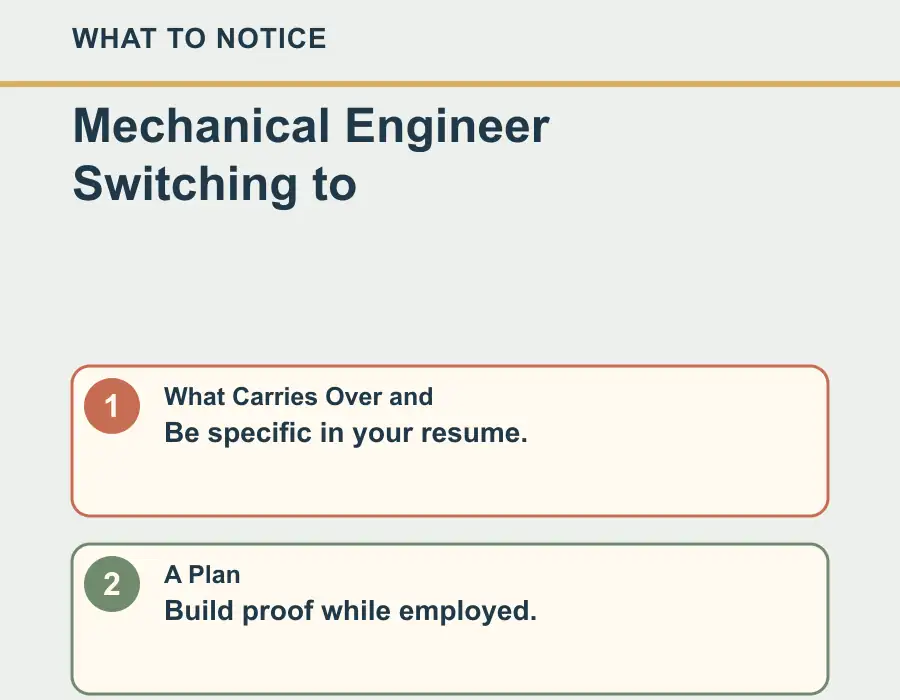 WHAT TO NOTICE
Mechanical Engineer
Switching to
1
What Carries Over and
Be specific in your resume.
2
A Plan
Build proof while employed.